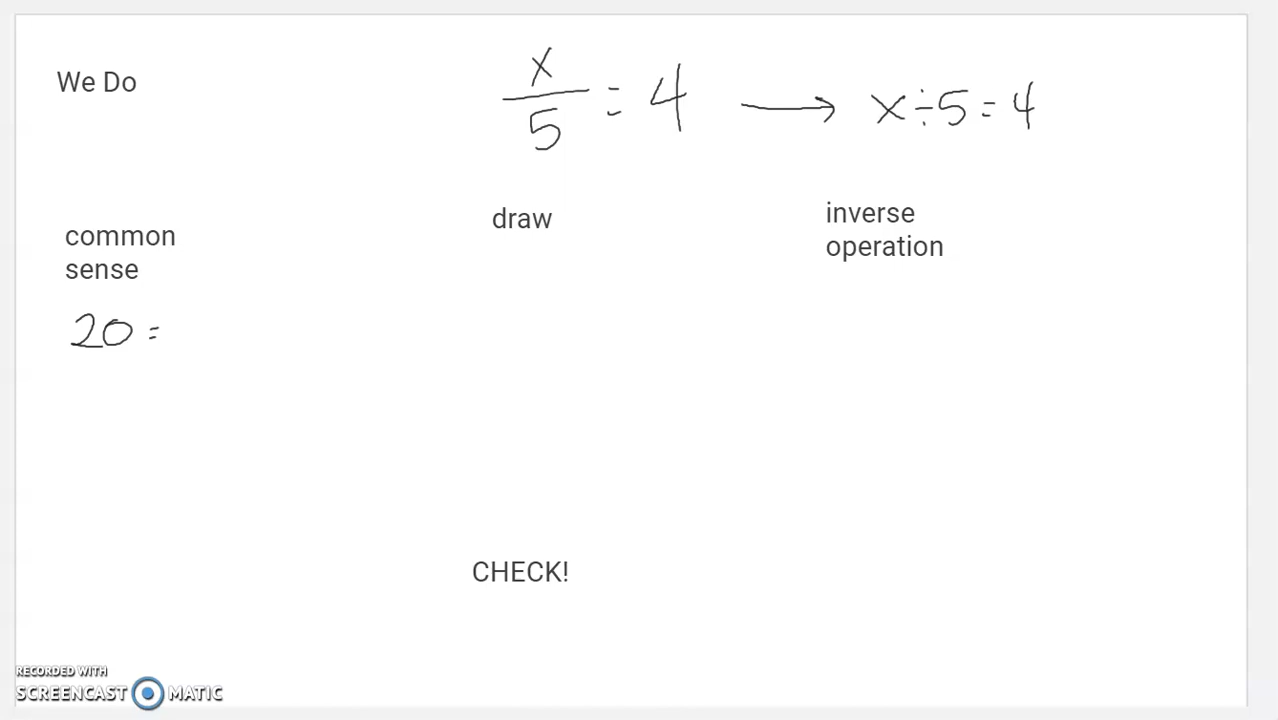 We Do
x/5 = 4 → x÷5=4
common
sense
draw
inverse
operation
20 =
CHECK!
RECORDED WITH
SCREENCAST MATIC